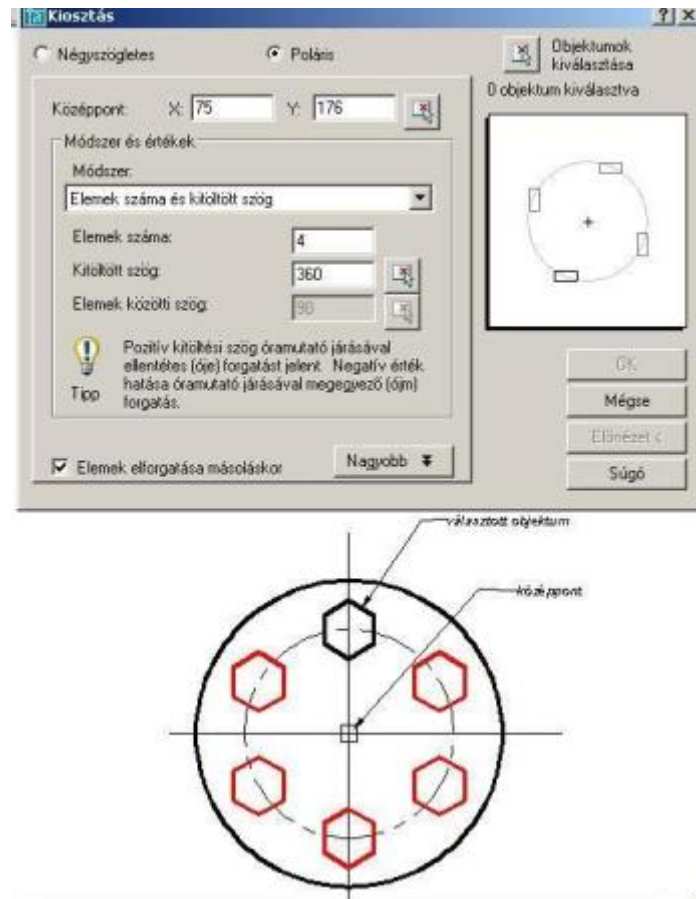 Kiosztás
Négyszögletes
Poláris
Objektumok
kiválasztása
0 objektum kiválasztva
Középpont: X: 75 Y: 176
Módszer és értékek
Módszer:
Elemek száma és kitöltött szög
Elemek száma: 4
Kitöltött szög: 360
Elemek közötti szög: 90
Tipp
Pozitív kitöltési szög óramutató járásával
ellentétes (óje) forgatást jelent. Negatív érték
hatása óramutató járásával megegyező (ójm)
forgatás.
OK
Mégse
Előnézet <
Súgó
Elemek elforgatása másoláskor
Nagyobb
választott objektum
középpont